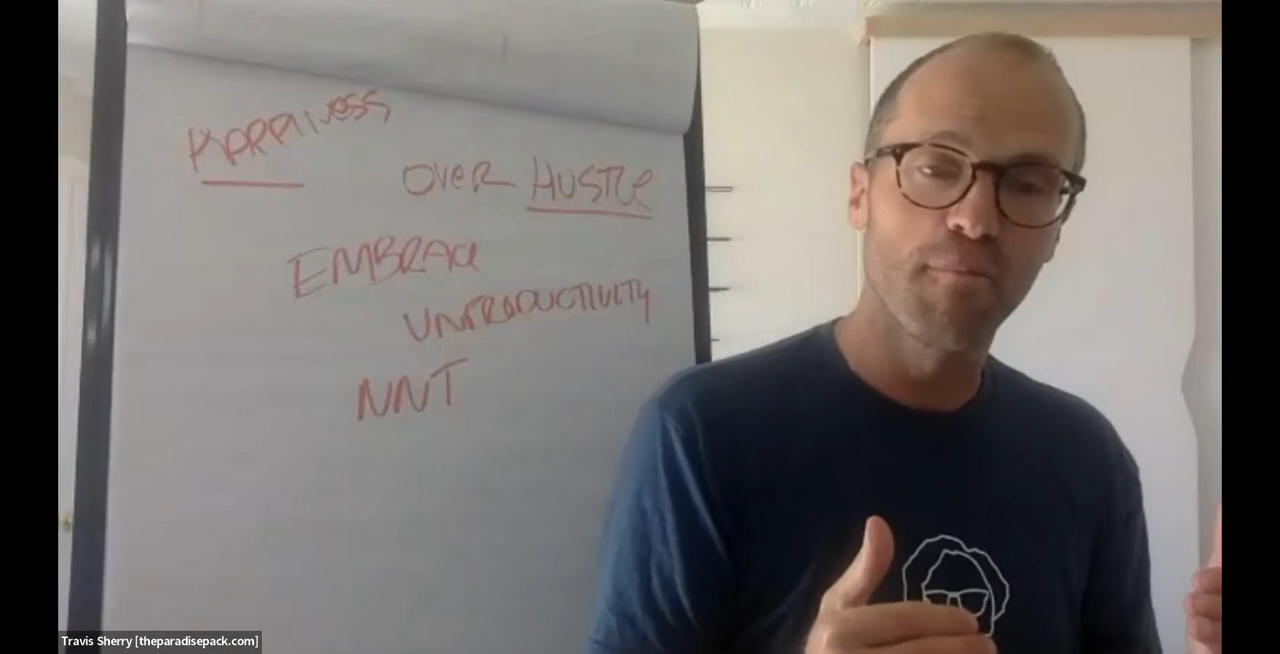 HAPPINESS
OVER HUSTLE
EMBRACE
UNPRODUCTIVITY
NNT
Travis Sherry [theparadisepack.com]